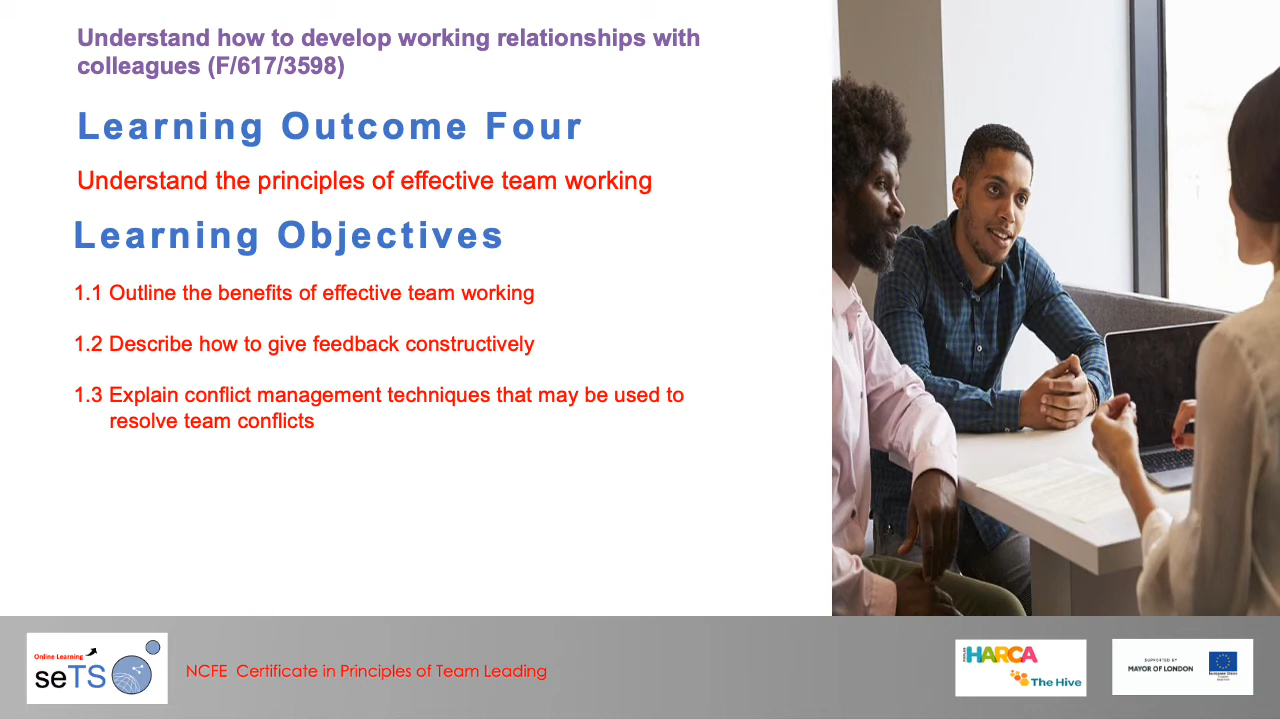 Understand how to develop working relationships with
colleagues (F/617/3598)
Learning Outcome Four
Understand the principles of effective team working
Learning Objectives
1.1 Outline the benefits of effective team working
1.2 Describe how to give feedback constructively
1.3 Explain conflict management techniques that may be used to
resolve team conflicts
Online Learning
seTS
NCFE Certificate in Principles of Team Leading
POPLAR
HARCA
The Hive
SUPPORTED BY
MAYOR OF LONDON
European Union